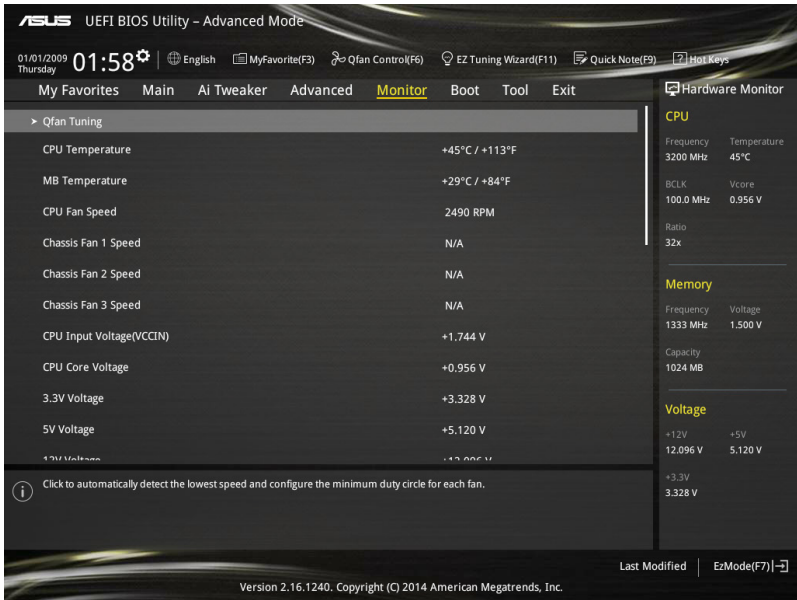 ASUS UEFI BIOS Utility – Advanced Mode
01/01/2009 Thursday 01:58 English MyFavorite(F3) Qfan Control(F6) EZ Tuning Wizard(F11) Quick Note(F9) ? Hot Keys
My Favorites Main Ai Tweaker Advanced Monitor Boot Tool Exit
> Qfan Tuning
CPU Temperature +45°C / +113°F
MB Temperature +29°C / +84°F
CPU Fan Speed 2490 RPM
Chassis Fan 1 Speed N/A
Chassis Fan 2 Speed N/A
Chassis Fan 3 Speed N/A
CPU Input Voltage(VCCIN) +1.744 V
CPU Core Voltage +0.956 V
3.3V Voltage +3.328 V
5V Voltage +5.120 V
12V Voltage +12.096 V
Click to automatically detect the lowest speed and configure the minimum duty circle for each fan.
Hardware Monitor
CPU
Frequency Temperature
3200 MHz 45°C
BCLK Vcore
100.0 MHz 0.956 V
Ratio
32x
Memory
Frequency Voltage
1333 MHz 1.500 V
Capacity
1024 MB
Voltage
+12V +5V
12.096 V 5.120 V
+3.3V
3.328 V
Last Modified EzMode(F7)
Version 2.16.1240. Copyright (C) 2014 American Megatrends, Inc.